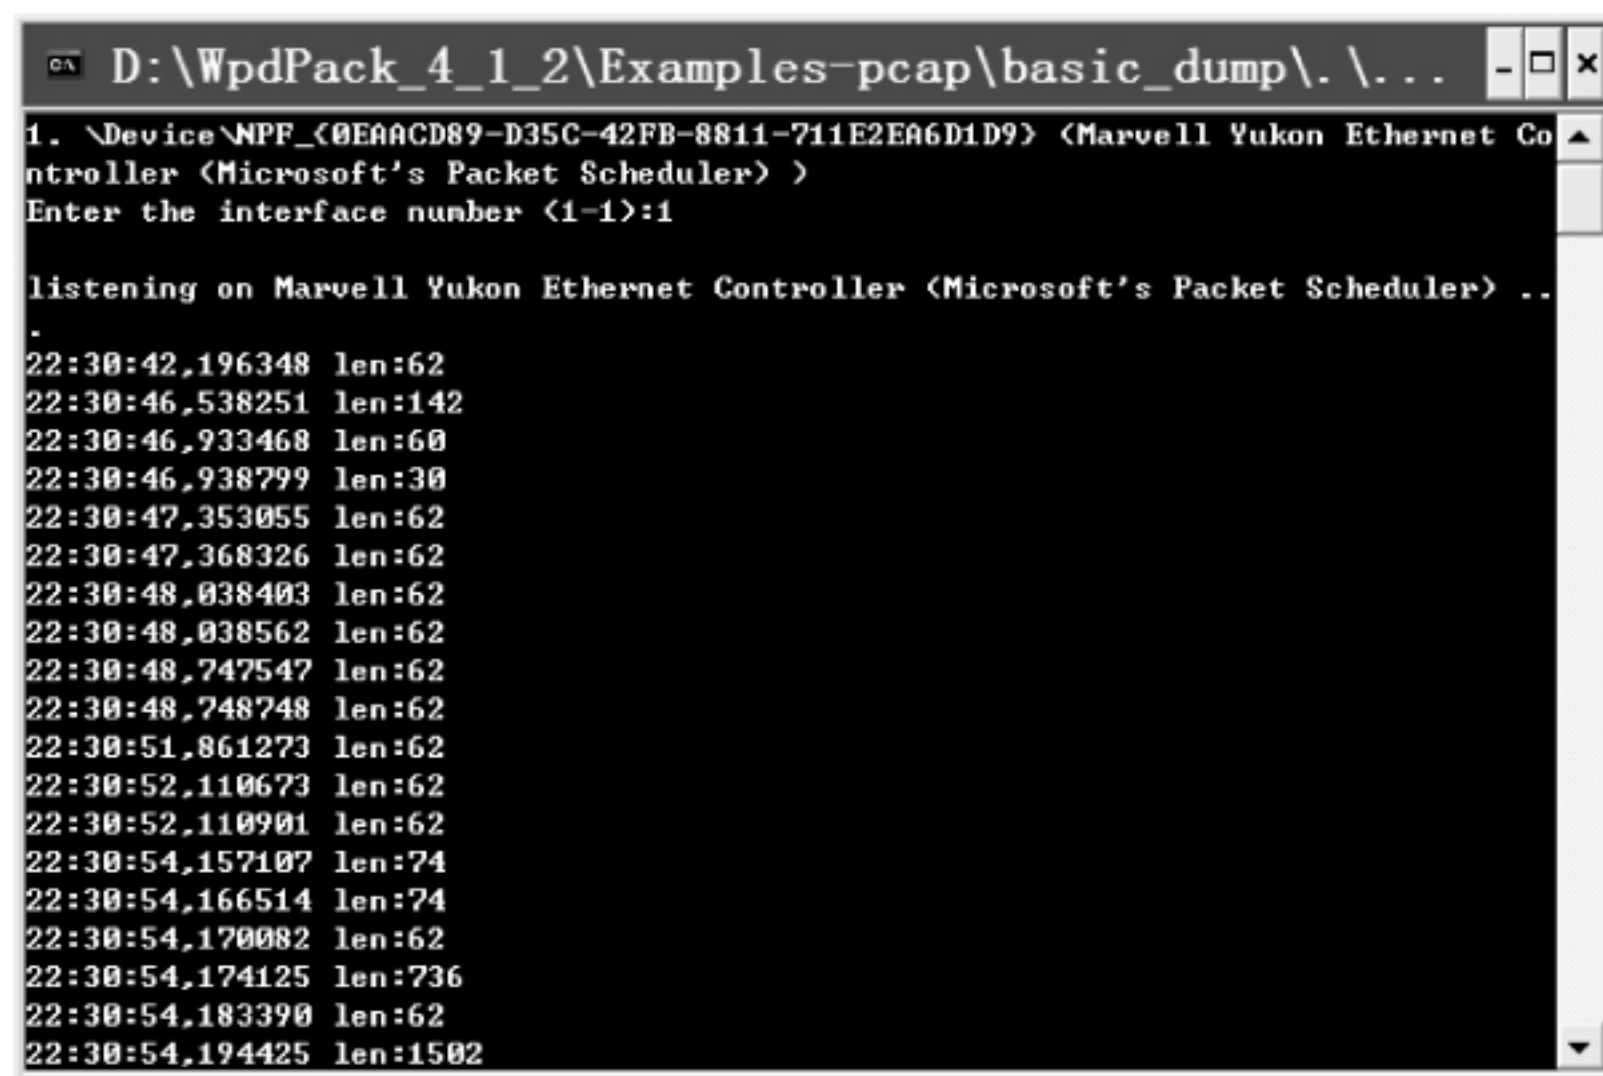 D:\WpdPack_4_1_2\Examples-pcap\basic_dump\.\...
1. \Device\NPF_{0EAACD89-D35C-42FB-8811-711E2EA6D1D9} (Marvell Yukon Ethernet Co
ntroller (Microsoft's Packet Scheduler) )
Enter the interface number (1-1):1
listening on Marvell Yukon Ethernet Controller (Microsoft's Packet Scheduler) ..
.
22:30:42,196348 len:62
22:30:46,538251 len:142
22:30:46,933468 len:60
22:30:46,938799 len:30
22:30:47,353055 len:62
22:30:47,368326 len:62
22:30:48,038403 len:62
22:30:48,038562 len:62
22:30:48,747547 len:62
22:30:48,748748 len:62
22:30:51,861273 len:62
22:30:52,110673 len:62
22:30:52,110901 len:62
22:30:54,157107 len:74
22:30:54,166514 len:74
22:30:54,170082 len:62
22:30:54,174125 len:736
22:30:54,183390 len:62
22:30:54,194425 len:1502